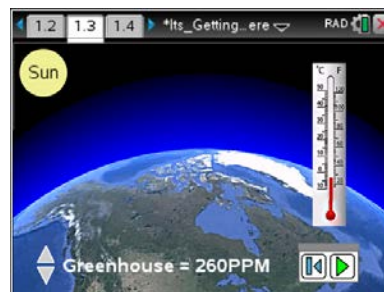 1.2 1.3 1.4 *Its_Getting...ere RAD
Sun
°C F
Greenhouse = 260PPM